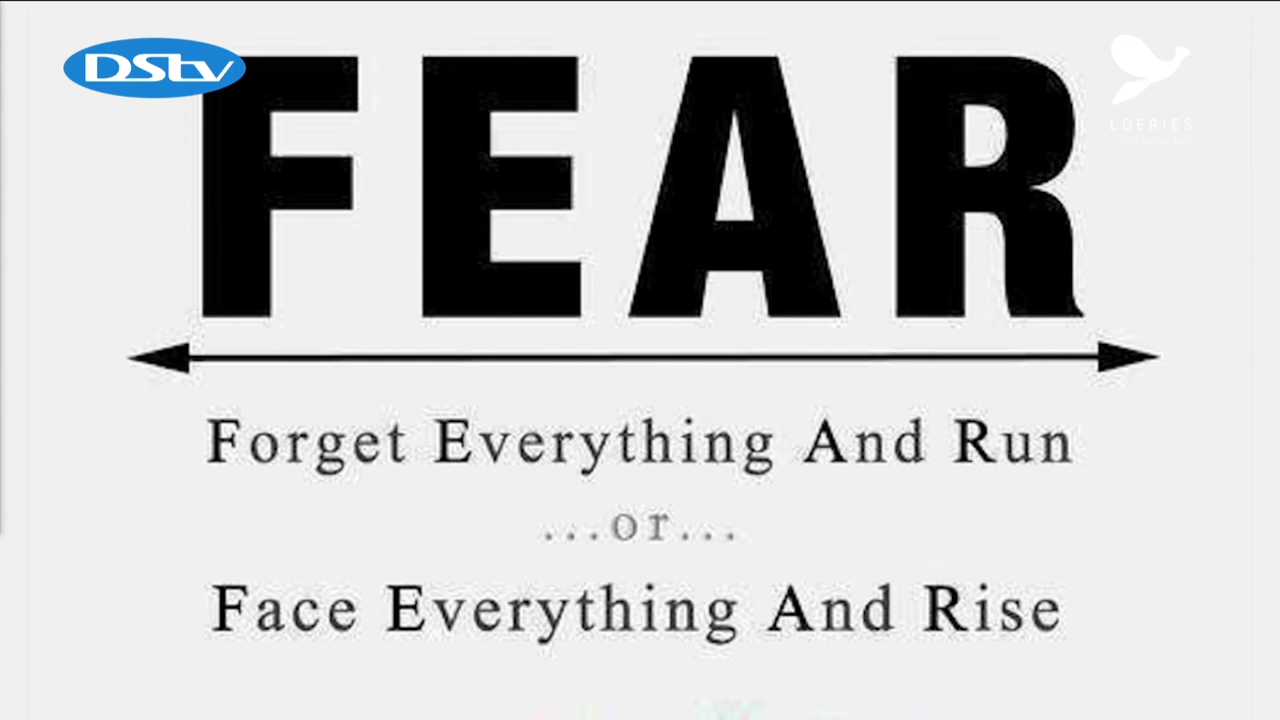 DStv
FEAR
LOERIES
Forget Everything And Run
...or...
Face Everything And Rise